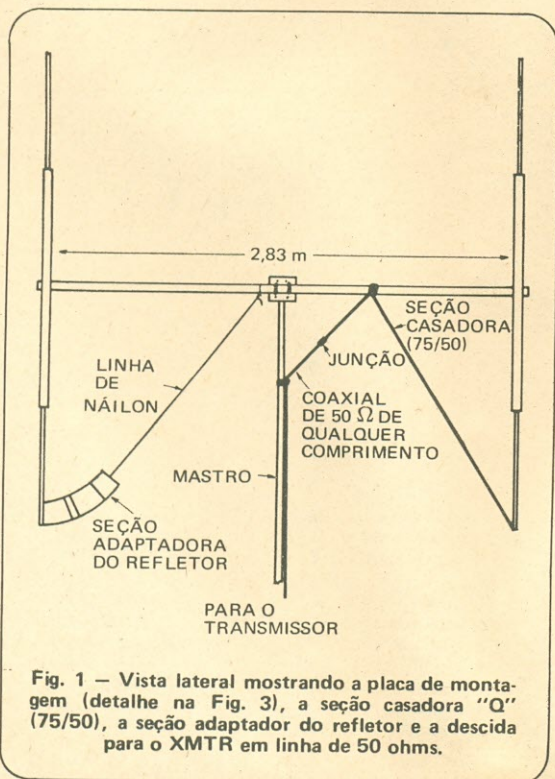 2,83 m
SEÇÃO
CASADORA
(75/50)
JUNÇÃO
LINHA
DE
NÁILON
COAXIAL
DE 50 Ω DE
QUALQUER
COMPRIMENTO
MASTRO
SEÇÃO
ADAPTADORA
DO REFLETOR
PARA O
TRANSMISSOR
Fig. 1 — Vista lateral mostrando a placa de monta-
gem (detalhe na Fig. 3), a seção casadora "Q"
(75/50), a seção adaptador do refletor e a descida
para o XMTR em linha de 50 ohms.